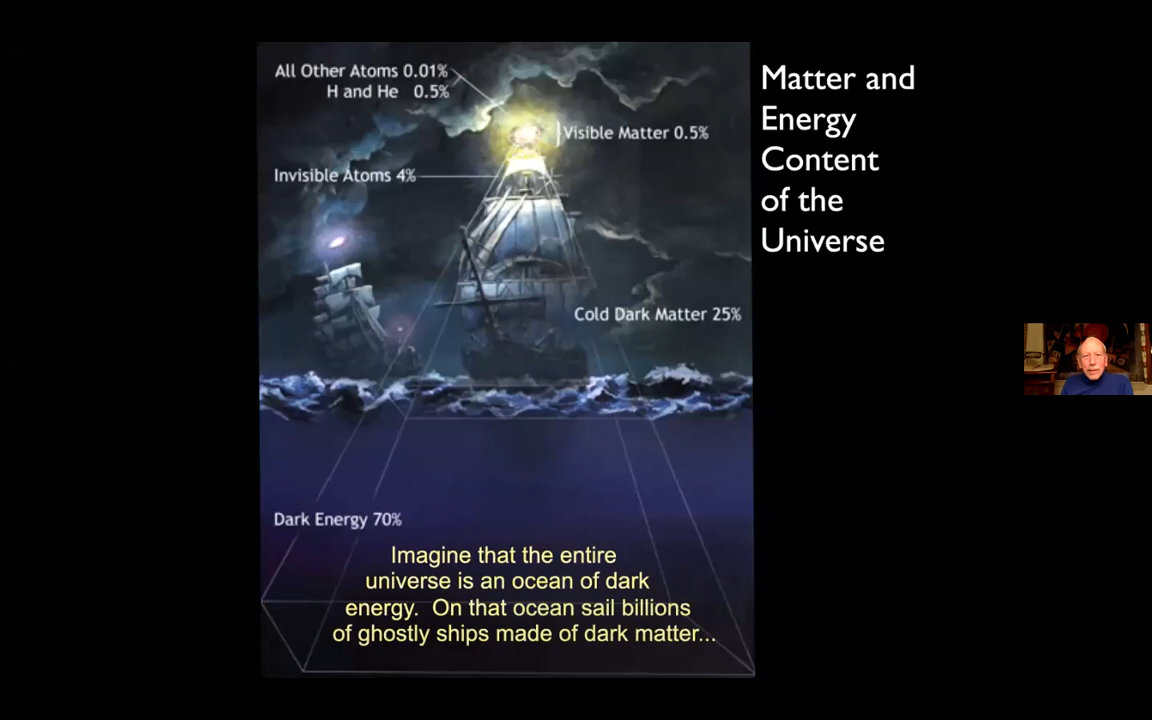 All Other Atoms 0.01%
H and He 0.5%
Visible Matter 0.5%
Invisible Atoms 4%
Cold Dark Matter 25%
Dark Energy 70%
Imagine that the entire
universe is an ocean of dark
energy. On that ocean sail billions
of ghostly ships made of dark matter...
Matter and
Energy
Content
of the
Universe